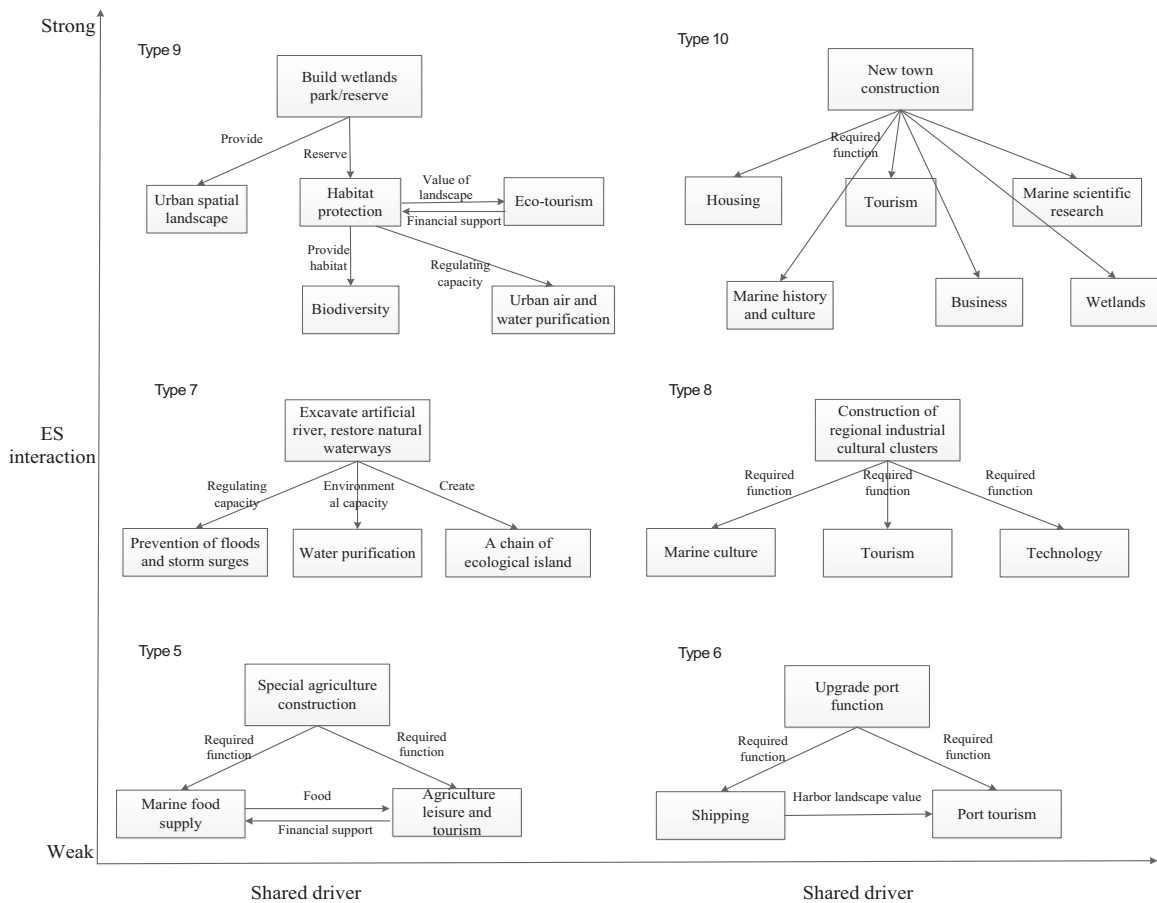 Strong
Type 9
Build wetlands
park/reserve
Provide
Reserve
Urban spatial
landscape
Habitat
protection
Value of
landscape
Financial support
Eco-tourism
Provide
habitat
Regulating
capacity
Biodiversity
Urban air and
water purification
Type 10
New town
construction
Required
function
Housing
Tourism
Marine scientific
research
Marine history
and culture
Business
Wetlands
ES
interaction
Type 7
Excavate artificial
river, restore natural
waterways
Regulating
capacity
Environment
al capacity
Create
Prevention of floods
and storm surges
Water purification
A chain of
ecological island
Type 8
Construction of
regional industrial
cultural clusters
Required
function
Required
function
Required
function
Marine culture
Tourism
Technology
Type 5
Special agriculture
construction
Required
function
Required
function
Marine food
supply
Food
Financial support
Agriculture
leisure and
tourism
Type 6
Upgrade port
function
Required
function
Required
function
Shipping
Harbor landscape value
Port tourism
Weak
Shared driver
Shared driver